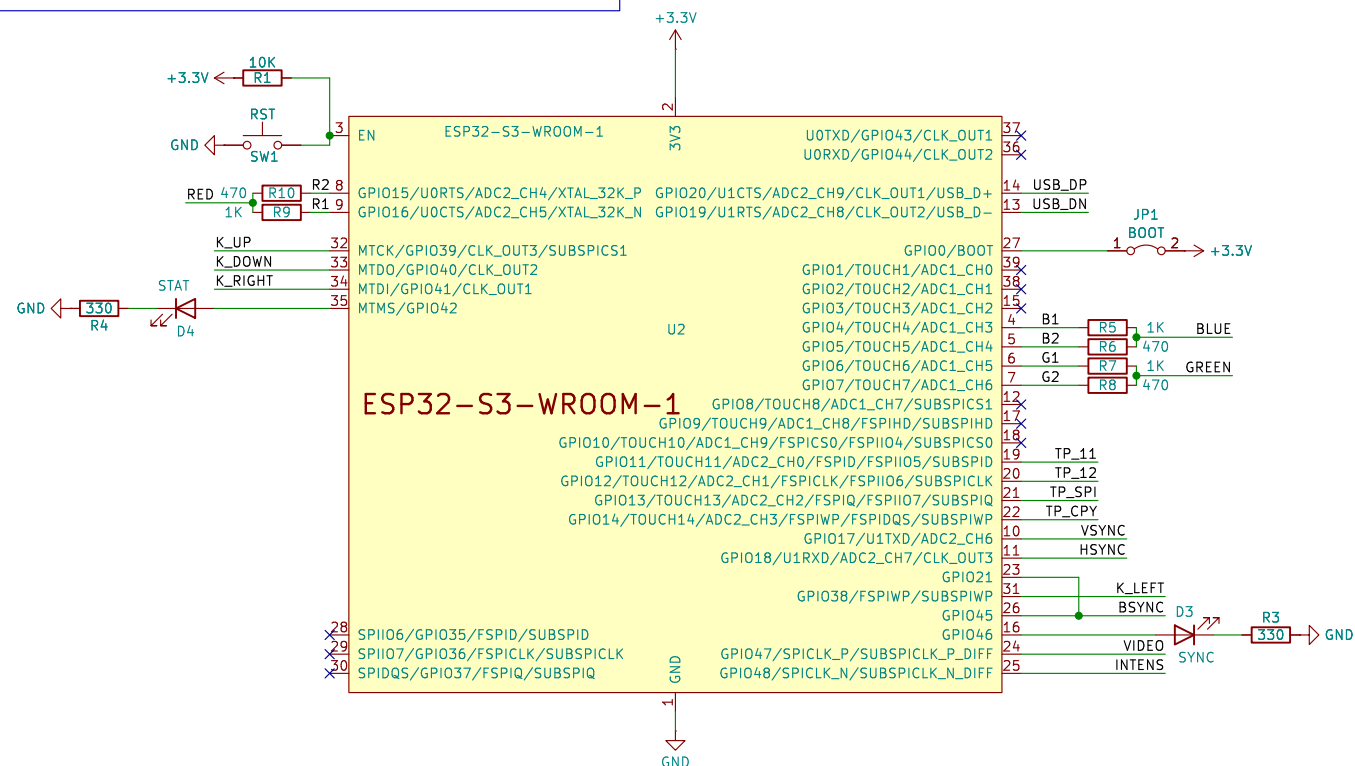 +3.3V
10K
+3.3V R1
RST
GND
SW1
3 EN
ESP32-S3-WROOM-1
2
3V3
U0TXD/GPIO43/CLK_OUT1 37
U0RXD/GPIO44/CLK_OUT2 36
RED 470 R10 R2 8 GPIO15/U0RTS/ADC2_CH4/XTAL_32K_P
1K R9 R1 9 GPIO16/U0CTS/ADC2_CH5/XTAL_32K_N
GPIO20/U1CTS/ADC2_CH9/CLK_OUT1/USB_D+ 14 USB_DP
GPIO19/U1RTS/ADC2_CH8/CLK_OUT2/USB_D- 13 USB_DN
K_UP 32 MTCK/GPIO39/CLK_OUT3/SUBSPICS1
K_DOWN 33 MTDO/GPIO40/CLK_OUT2
K_RIGHT 34 MTDI/GPIO41/CLK_OUT1
STAT
GND 330 35 MTMS/GPIO42
R4 D4
JP1
BOOT
GPIO0/BOOT 27 1 2 +3.3V
GPIO1/TOUCH1/ADC1_CH0 39
GPIO2/TOUCH2/ADC1_CH1 38
GPIO3/TOUCH3/ADC1_CH2 15
U2
GPIO4/TOUCH4/ADC1_CH3 4 B1 R5 1K
BLUE
GPIO5/TOUCH5/ADC1_CH4 5 B2 R6 470
GPIO6/TOUCH6/ADC1_CH5 6 G1 R7 1K
GREEN
GPIO7/TOUCH7/ADC1_CH6 7 G2 R8 470
ESP32-S3-WROOM-1
GPIO8/TOUCH8/ADC1_CH7/SUBSPICS1 12
GPIO9/TOUCH9/ADC1_CH8/FSPIHD/SUBSPIHD 17
GPIO10/TOUCH10/ADC1_CH9/FSPICS0/FSPIIO4/SUBSPICS0 18
GPIO11/TOUCH11/ADC2_CH0/FSPID/FSPIIO5/SUBSPID 19 TP_11
GPIO12/TOUCH12/ADC2_CH1/FSPICLK/FSPIIO6/SUBSPICLK 20 TP_12
GPIO13/TOUCH13/ADC2_CH2/FSPIQ/FSPIIO7/SUBSPIQ 21 TP_SPI
GPIO14/TOUCH14/ADC2_CH3/FSPIWP/FSPIDQS/SUBSPIWP 22 TP_CPY
GPIO17/U1TXD/ADC2_CH6 10 VSYNC
GPIO18/U1RXD/ADC2_CH7/CLK_OUT3 11 HSYNC
GPIO21 23
GPIO38/FSPIWP/SUBSPIWP 31 K_LEFT
GPIO45 26 BSYNC
D3 R3
GPIO46 16 330 GND
SYNC
GPIO47/SPICLK_P/SUBSPICLK_P_DIFF 24 VIDEO
GPIO48/SPICLK_N/SUBSPICLK_N_DIFF 25 INTENS
28 SPIIO6/GPIO35/FSPID/SUBSPID
29 SPIIO7/GPIO36/FSPICLK/SUBSPICLK
30 SPIDQS/GPIO37/FSPIQ/SUBSPIQ
GND
1
GND